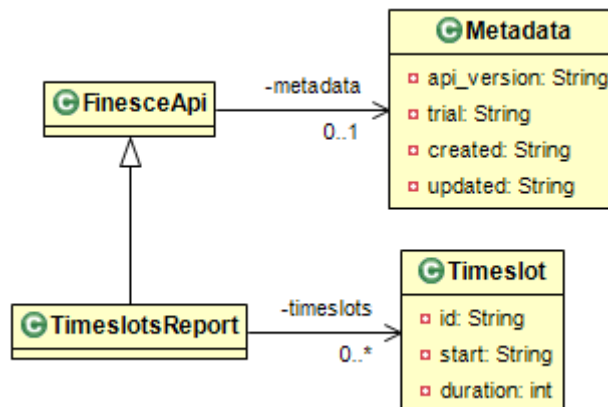 C Metadata
api_version: String
trial: String
created: String
updated: String
C FinesceApi
-metadata
0..1
C TimeslotsReport
-timeslots
0..*
C Timeslot
id: String
start: String
duration: int